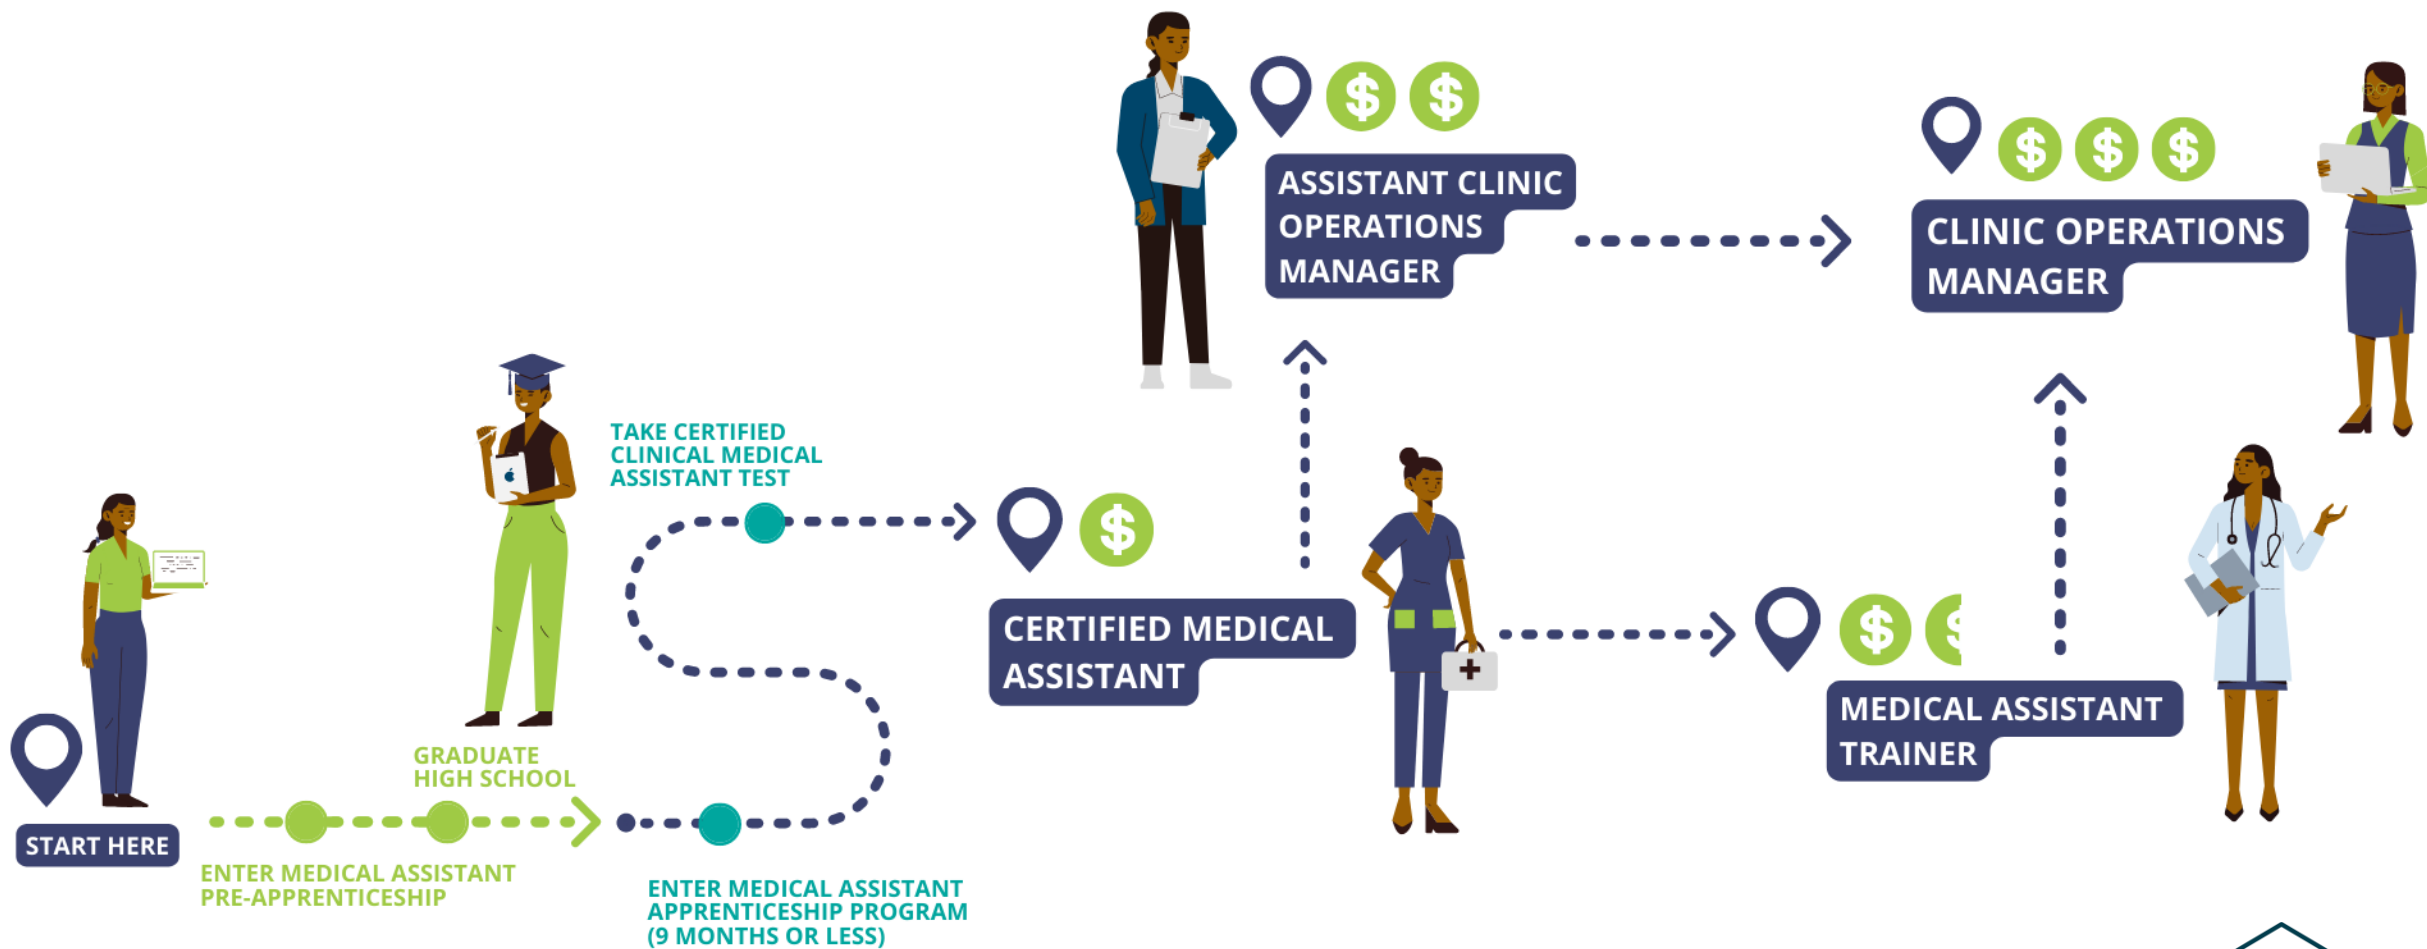 START HERE
ENTER MEDICAL ASSISTANT
PRE-APPRENTICESHIP
GRADUATE
HIGH SCHOOL
ENTER MEDICAL ASSISTANT
APPRENTICESHIP PROGRAM
(9 MONTHS OR LESS)
TAKE CERTIFIED
CLINICAL MEDICAL
ASSISTANT TEST
$
CERTIFIED MEDICAL
ASSISTANT
$ $
ASSISTANT CLINIC
OPERATIONS
MANAGER
$ $
MEDICAL ASSISTANT
TRAINER
$ $ $
CLINIC OPERATIONS
MANAGER